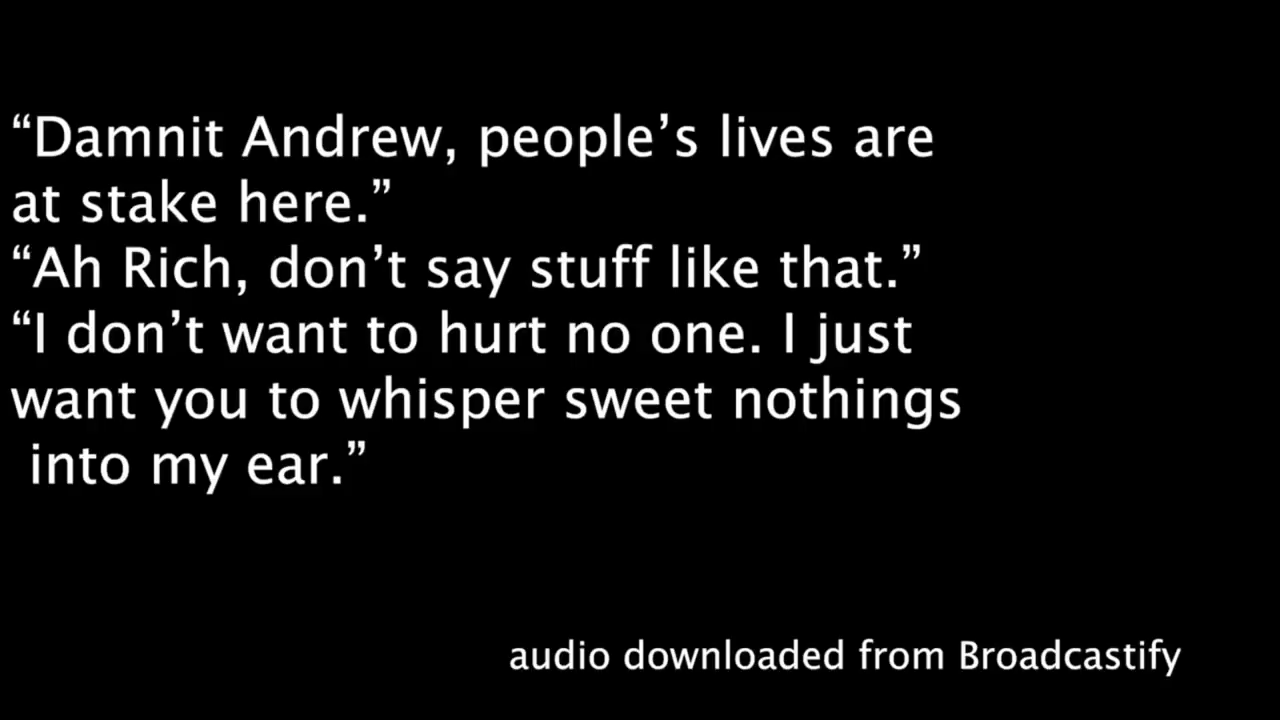 “Damnit Andrew, people’s lives are
at stake here.”
“Ah Rich, don’t say stuff like that.”
“I don’t want to hurt no one. I just
want you to whisper sweet nothings
into my ear.”
audio downloaded from Broadcastify